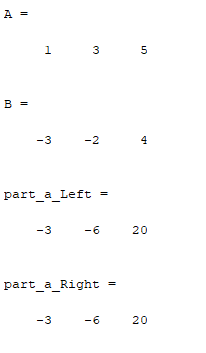 A =
1 3 5
B =
-3 -2 4
part_a_Left =
-3 -6 20
part_a_Right =
-3 -6 20